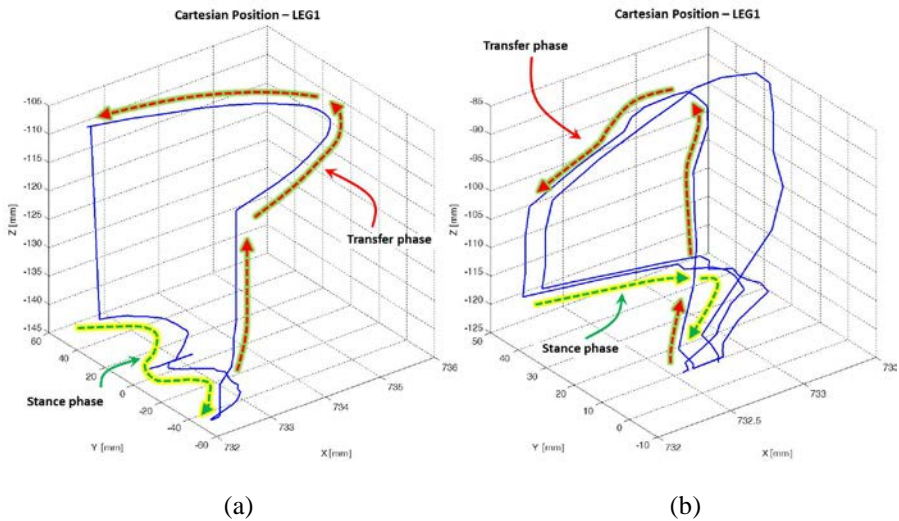 Cartesian Position – LEG1
-105
-110
-115
-120
-125
-130
-135
-140
-145
Z [mm]
60
40
20
0
-20
-40
-60
Y [mm]
732
733
734
735
736
X [mm]
Transfer phase
Stance phase
(a)
Cartesian Position – LEG1
Transfer phase
-85
-90
-95
-100
-105
-110
-115
-120
-125
Z [mm]
50
40
30
20
10
0
-10
Y [mm]
732
732.5
733
X [mm]
Stance phase
(b)